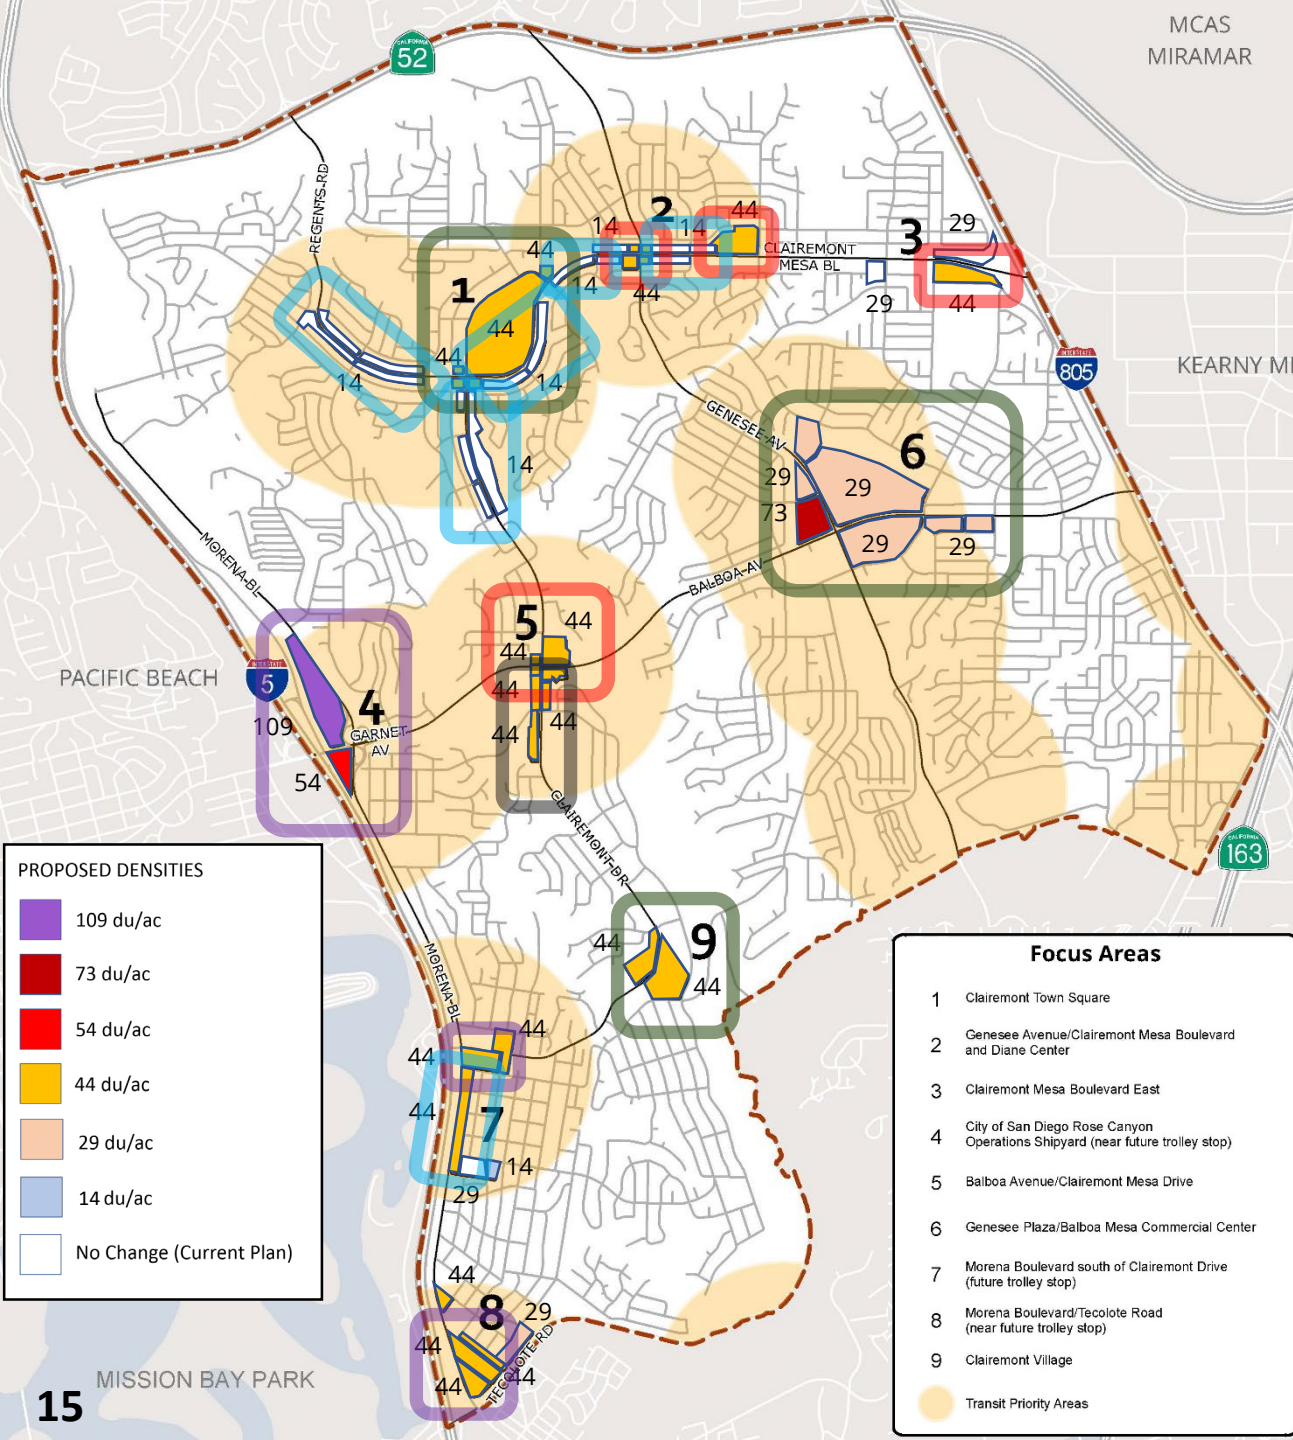 MCAS
MIRAMAR
CALIFORNIA
52
REGENTS RD
2
44
14
14
44
3
29
CLAIREMONT
MESA BL
1
14
44
29
44
44
44
14
14
INTERSTATE
805
KEARNY ME
GENESEE AV
6
14
29
29
73
29
29
MORENA BL
BALBOA AV
5
44
44
44
PACIFIC BEACH
INTERSTATE
5
4
109
GARNET
AV
44
44
54
CLAIREMONT DR
CALIFORNIA
163
PROPOSED DENSITIES
109 du/ac
73 du/ac
54 du/ac
44 du/ac
29 du/ac
14 du/ac
No Change (Current Plan)
9
44
44
MORENA BL
44
44
44
7
14
29
44
8
29
44
44
44
TECOLOTE RD
MISSION BAY PARK
15
Focus Areas
1 Clairemont Town Square
2 Genesee Avenue/Clairemont Mesa Boulevard
and Diane Center
3 Clairemont Mesa Boulevard East
4 City of San Diego Rose Canyon
Operations Shipyard (near future trolley stop)
5 Balboa Avenue/Clairemont Mesa Drive
6 Genesee Plaza/Balboa Mesa Commercial Center
7 Morena Boulevard south of Clairemont Drive
(future trolley stop)
8 Morena Boulevard/Tecolote Road
(near future trolley stop)
9 Clairemont Village
Transit Priority Areas